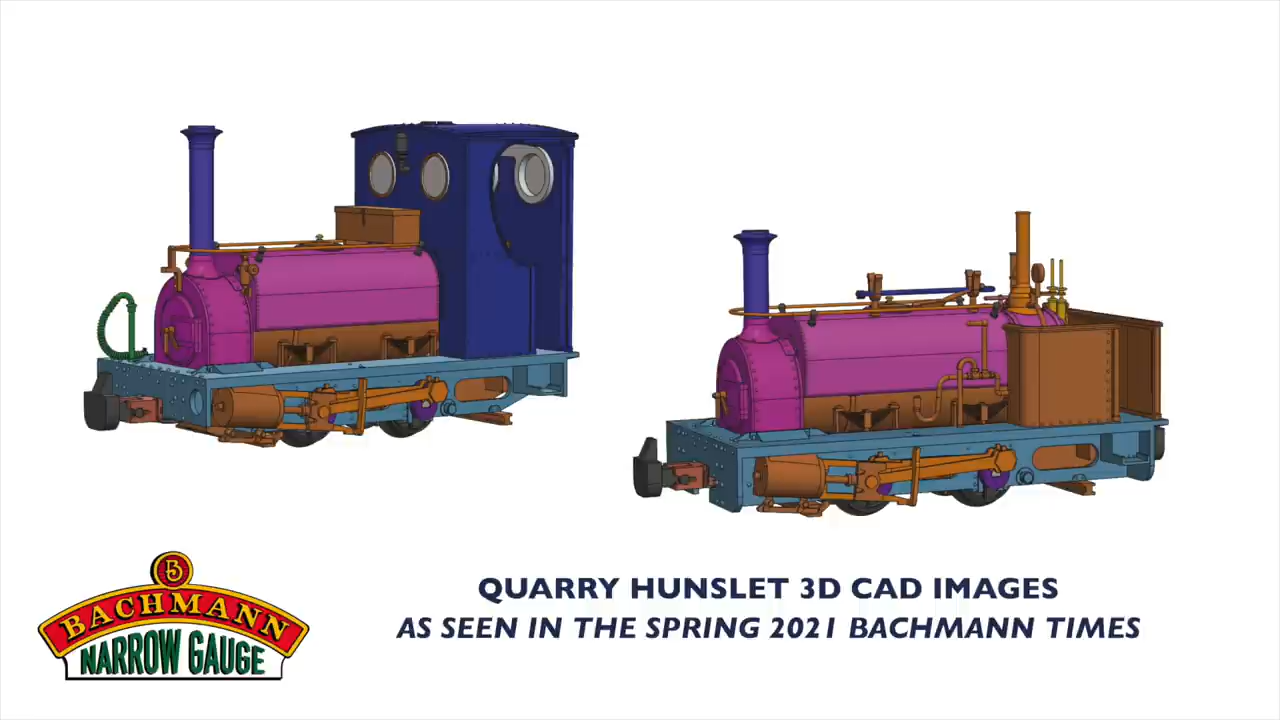 QUARRY HUNSLET 3D CAD IMAGES
AS SEEN IN THE SPRING 2021 BACHMANN TIMES
B
BACHMANN
NARROW GAUGE